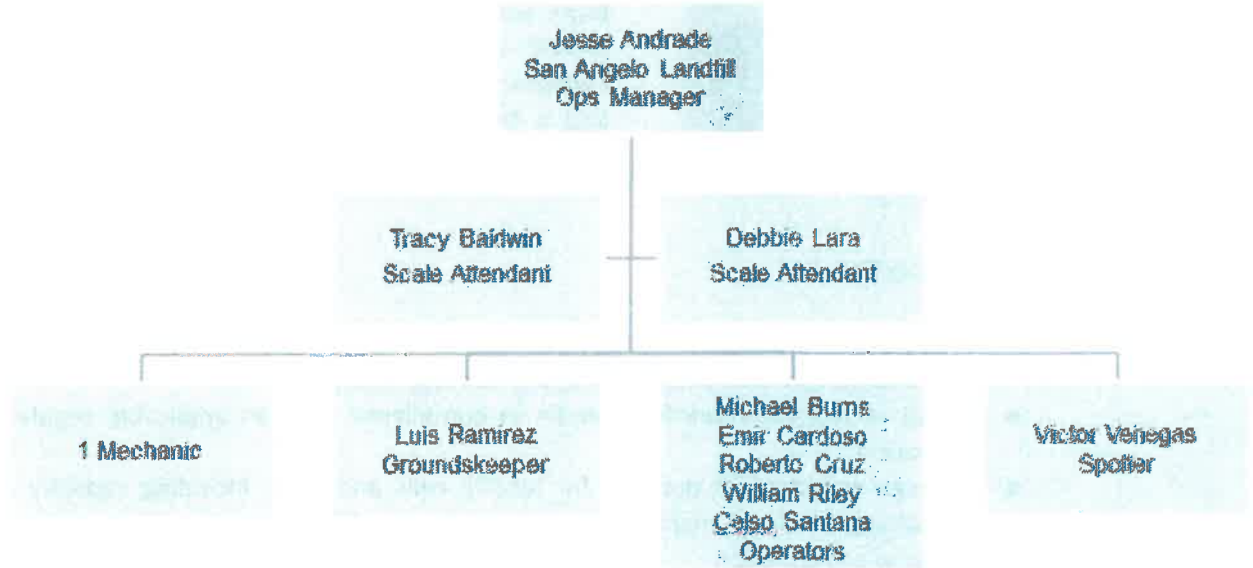 Jesse Andrade
San Angelo Landfill
Ops Manager
Tracy Baldwin
Scale Attendant
Debbie Lara
Scale Attendant
1 Mechanic
Luis Ramirez
Groundskeeper
Michael Burns
Emir Cardoso
Roberto Cruz
William Riley
Celso Santana
Operators
Victor Venegas
Spotter